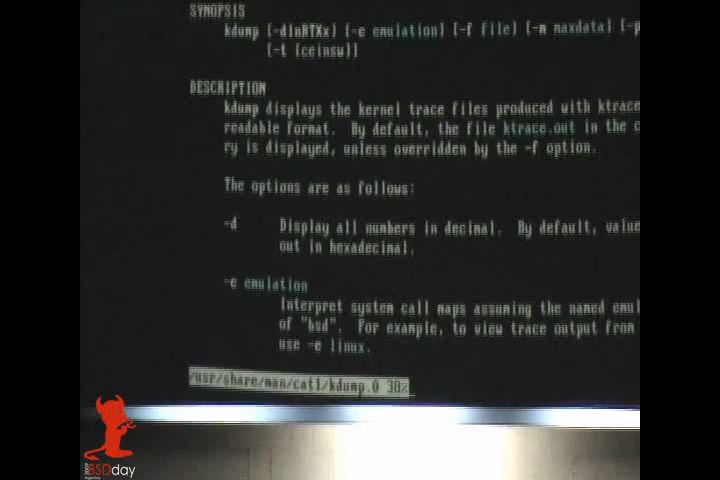 SYNOPSIS
kdump [-dlnRTXx] [-e emulation] [-f file] [-m maxdata] [-p
[-t [ceinsw]]
DESCRIPTION
kdump displays the kernel trace files produced with ktrace
readable format. By default, the file ktrace.out in the c
ry is displayed, unless overridden by the -f option.
The options are as follows:
-d Display all numbers in decimal. By default, value
out in hexadecimal.
-e emulation
Interpret system call maps assuming the named emul
of "bsd". For example, to view trace output from
use -e linux.
/usr/share/man/cat1/kdump.0 30%
BSDday